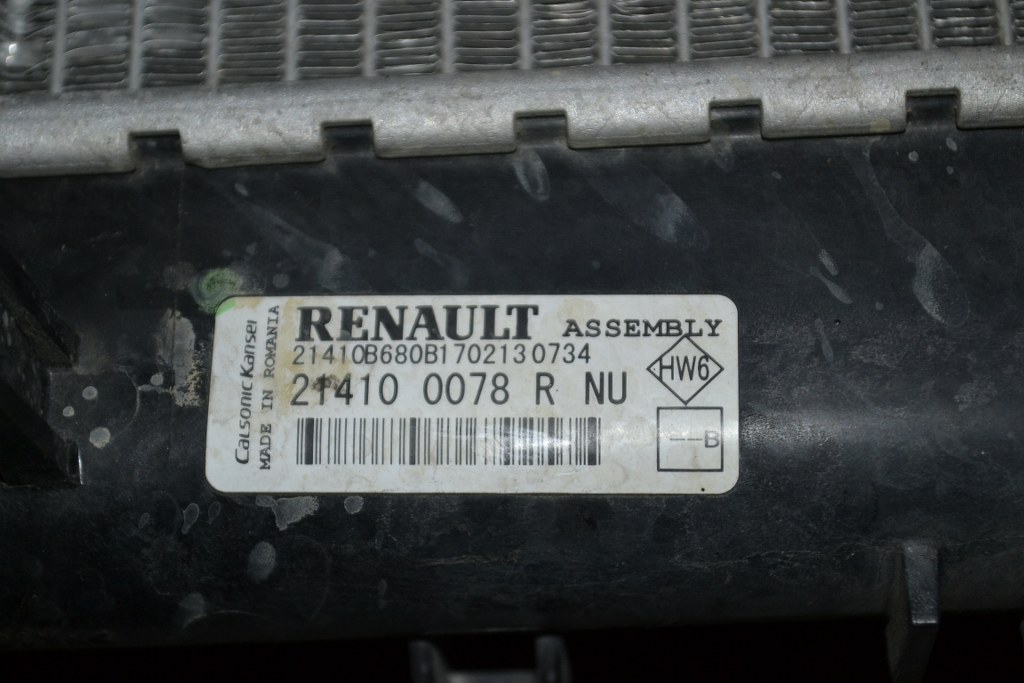 Calsonic Kansei
MADE IN ROMANIA
RENAULT ASSEMBLY
21410B680B1702130734
21410 0078 R NU
HW6
--B